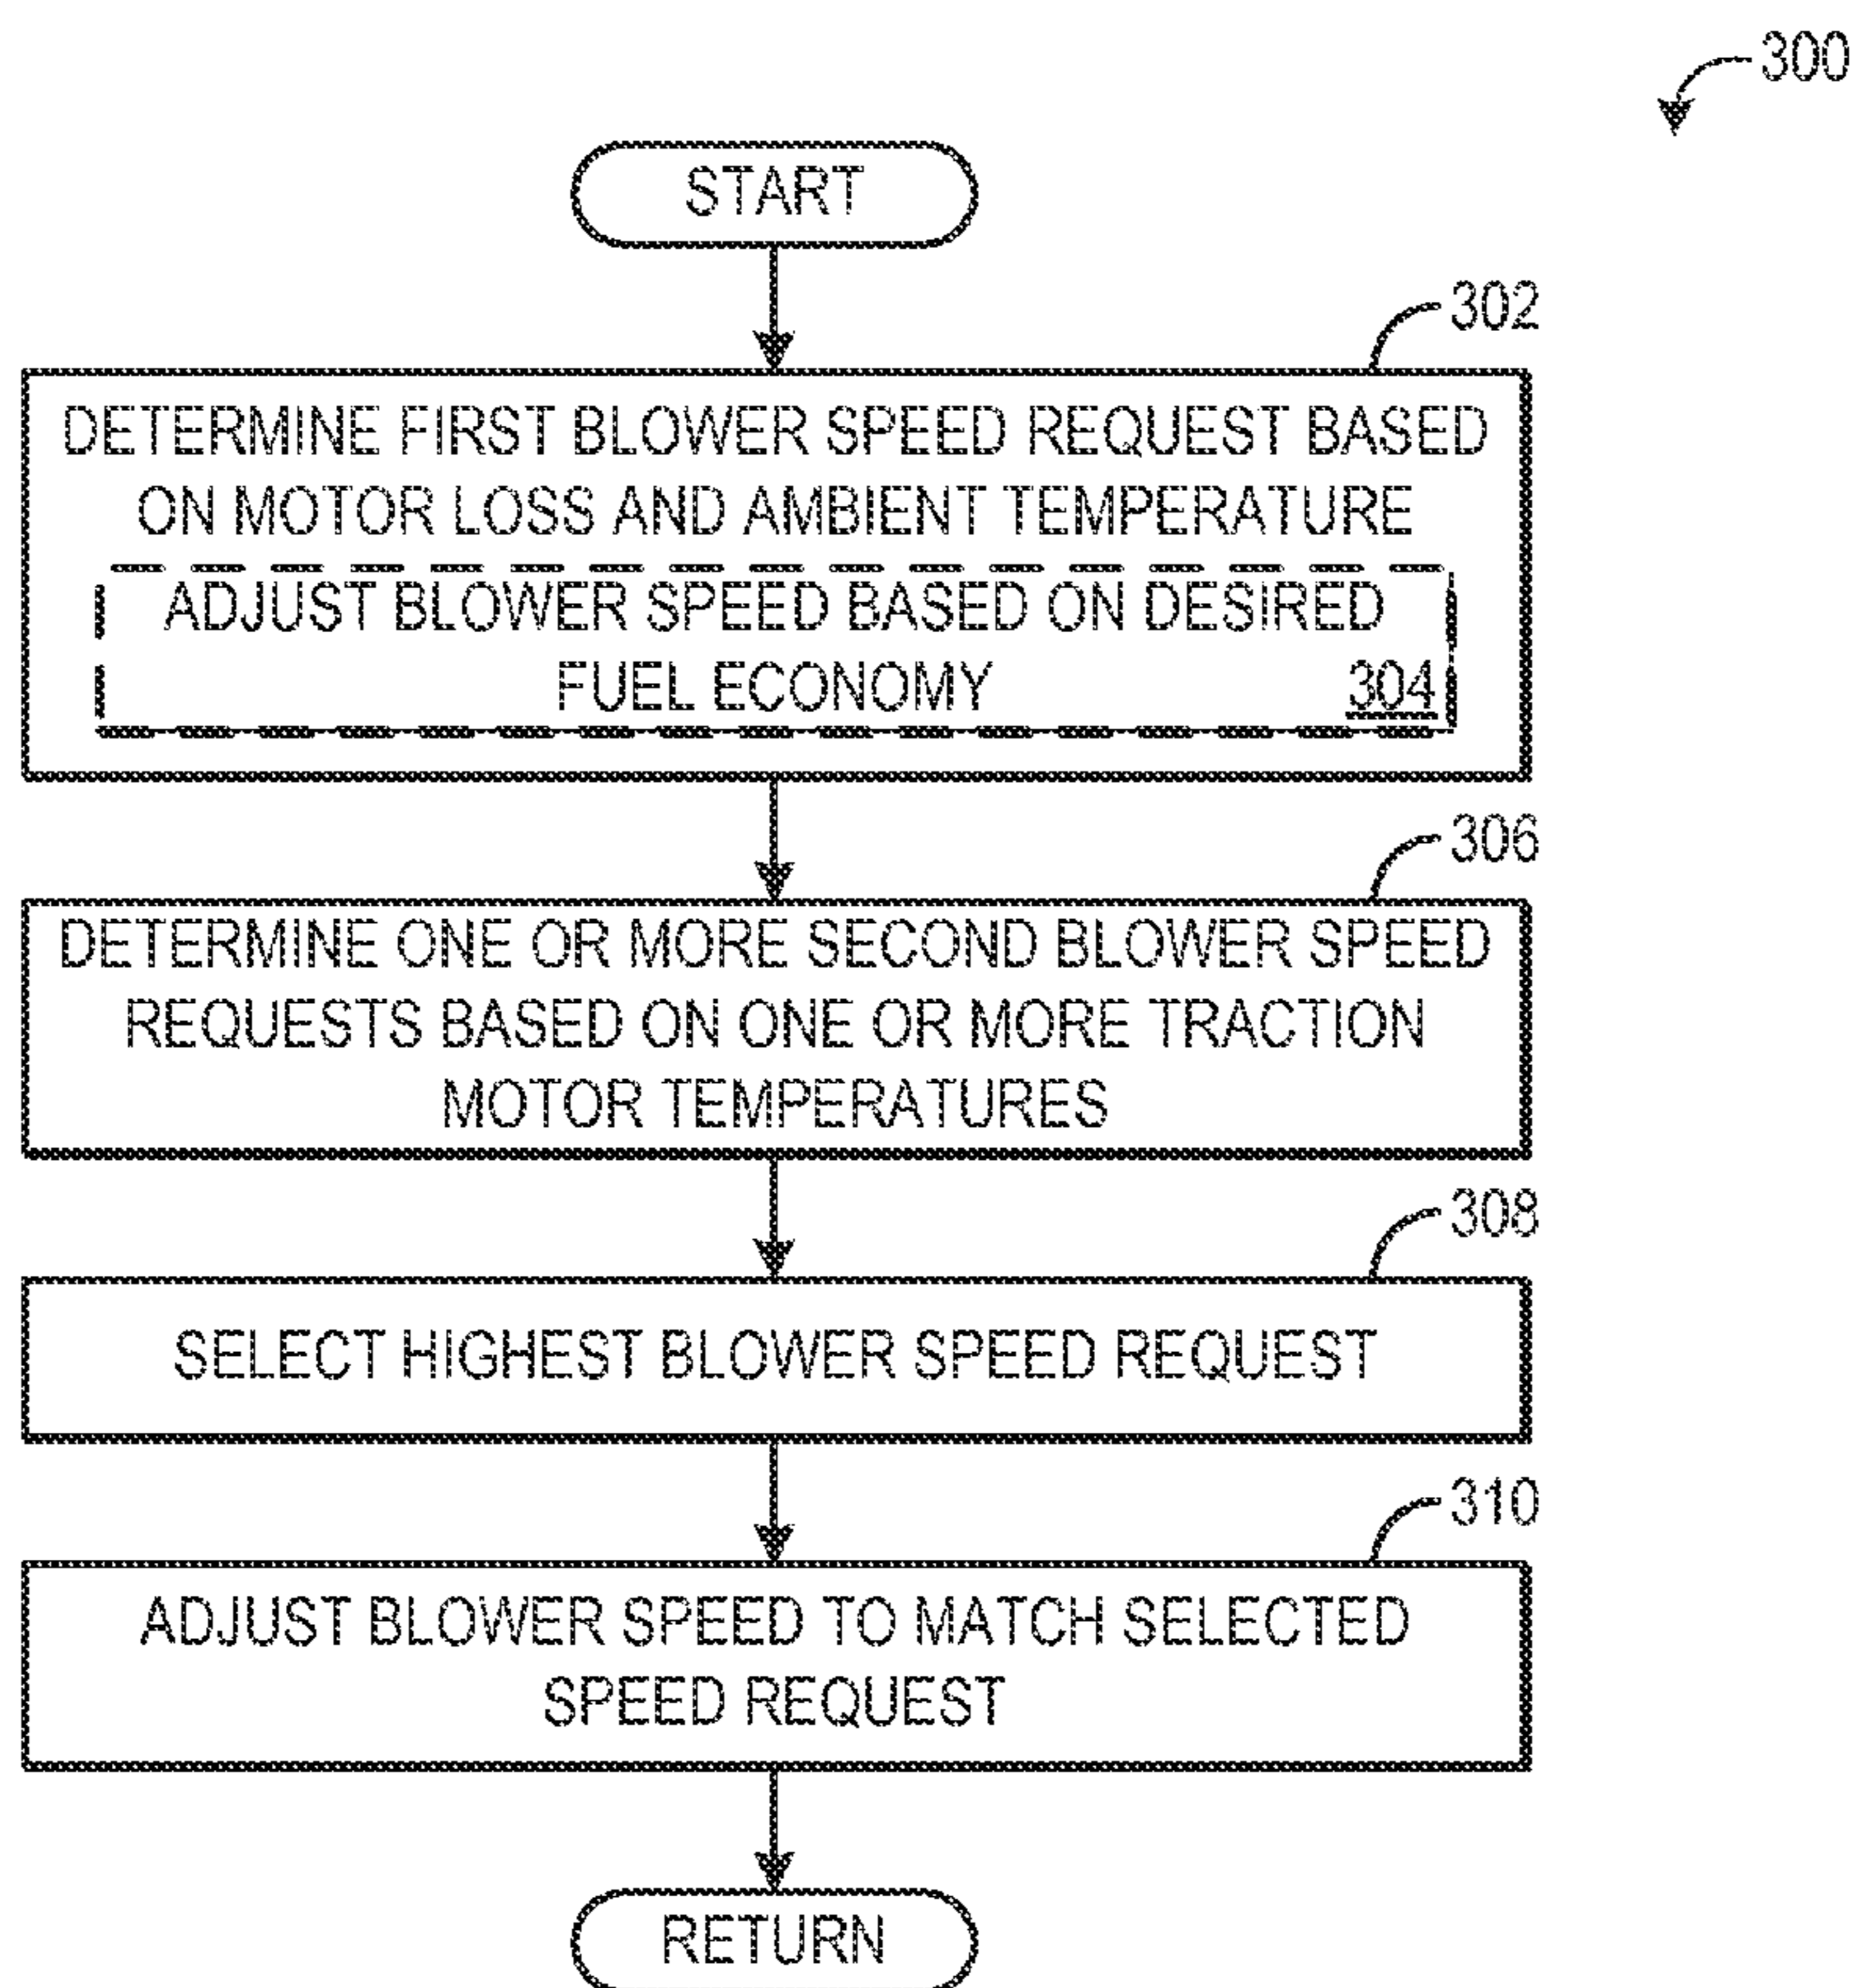 300
START
302
DETERMINE FIRST BLOWER SPEED REQUEST BASED
ON MOTOR LOSS AND AMBIENT TEMPERATURE
ADJUST BLOWER SPEED BASED ON DESIRED
FUEL ECONOMY 304
306
DETERMINE ONE OR MORE SECOND BLOWER SPEED
REQUESTS BASED ON ONE OR MORE TRACTION
MOTOR TEMPERATURES
308
SELECT HIGHEST BLOWER SPEED REQUEST
310
ADJUST BLOWER SPEED TO MATCH SELECTED
SPEED REQUEST
RETURN